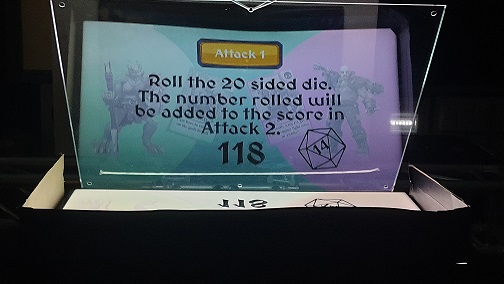 Attack 1
Roll the 20 sided die.
The number rolled will
be added to the score in
Attack 2.
118
14